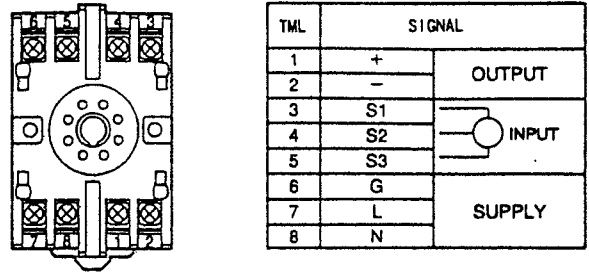 6 5 4 3
7 8 1 2
TML SIGNAL
1 + OUTPUT
2 −
3 S1 INPUT
4 S2
5 S3
6 G SUPPLY
7 L
8 N